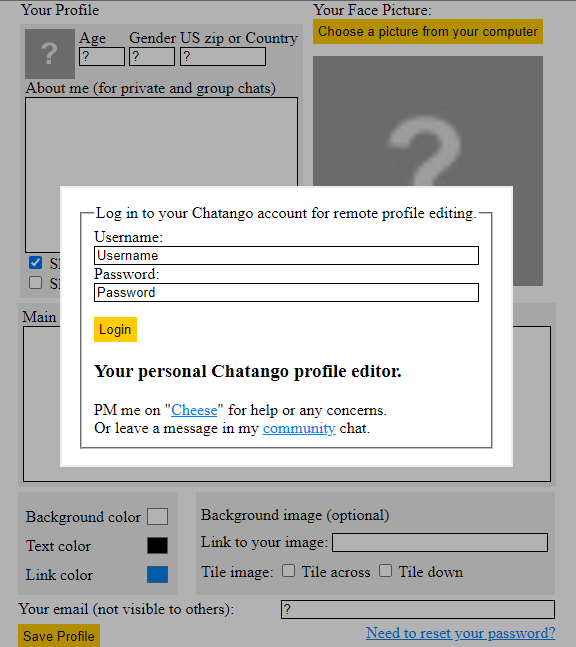 Your Profile
Your Face Picture:
Choose a picture from your computer
?
Age
Gender
US zip or Country
?
?
?
?
About me (for private and group chats)
Log in to your Chatango account for remote profile editing.
Username:
Username
Password:
Password
Login
Your personal Chatango profile editor.
PM me on "Cheese" for help or any concerns.
Or leave a message in my community chat.
Main
Background color
Text color
Link color
Background image (optional)
Link to your image:
Tile image:
Tile across
Tile down
Your email (not visible to others):
?
Save Profile
Need to reset your password?